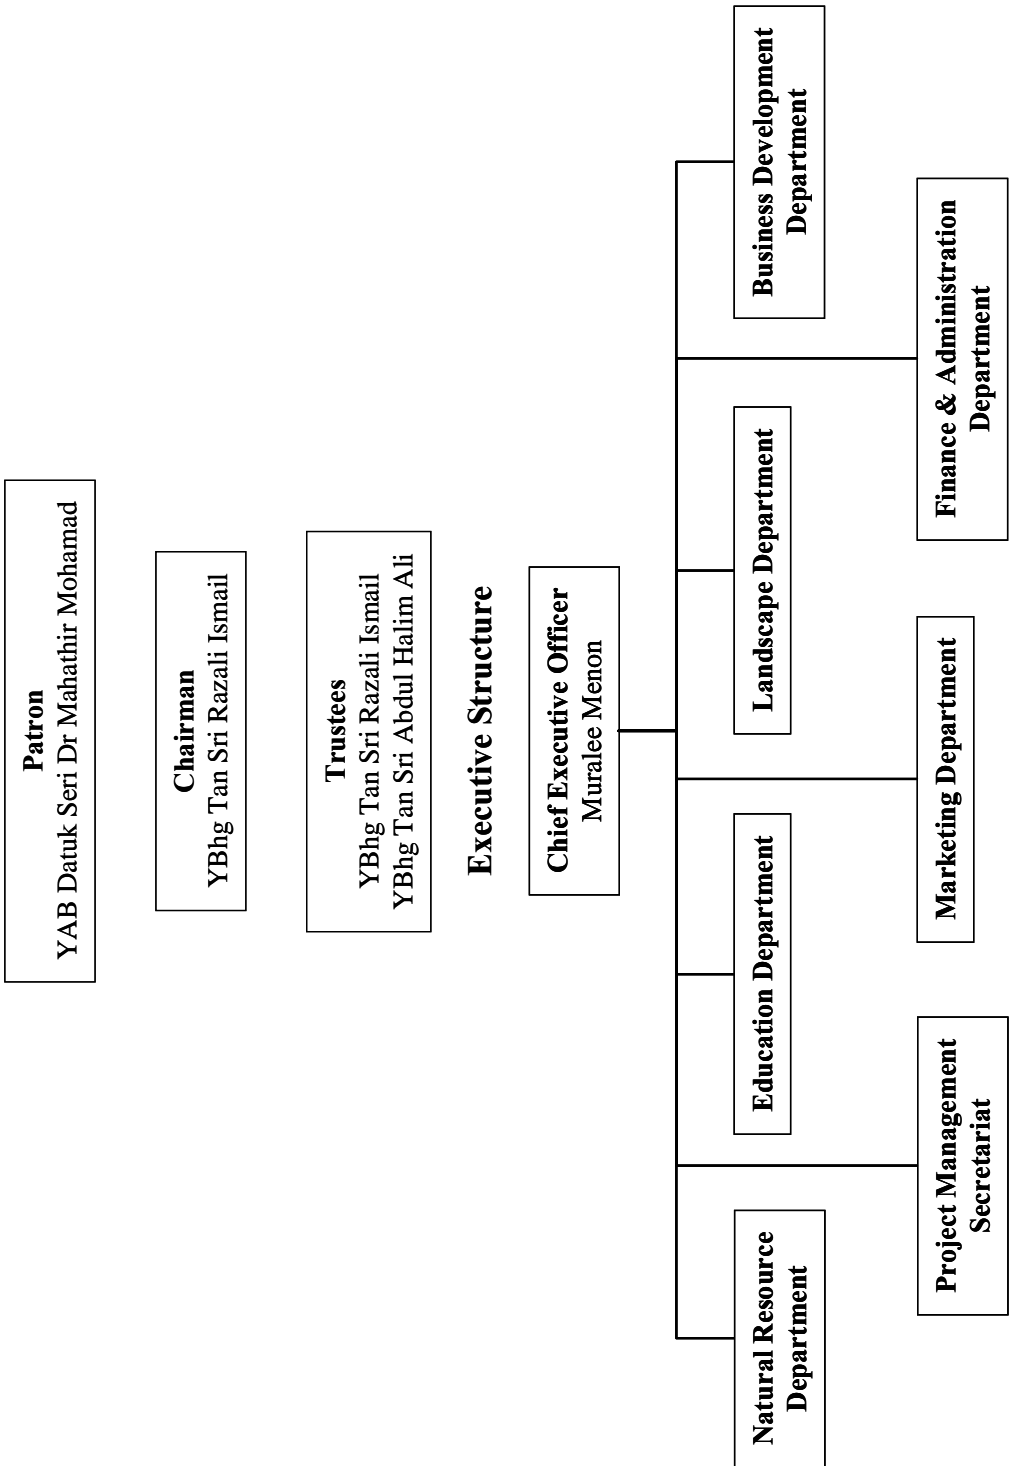 Patron
YAB Datuk Seri Dr Mahathir Mohamad
Chairman
YBhg Tan Sri Razali Ismail
Trustees
YBhg Tan Sri Razali Ismail
YBhg Tan Sri Abdul Halim Ali
Executive Structure
Chief Executive Officer
Muralee Menon
Natural Resource
Department
Education Department
Landscape Department
Business Development
Department
Project Management
Secretariat
Marketing Department
Finance & Administration
Department